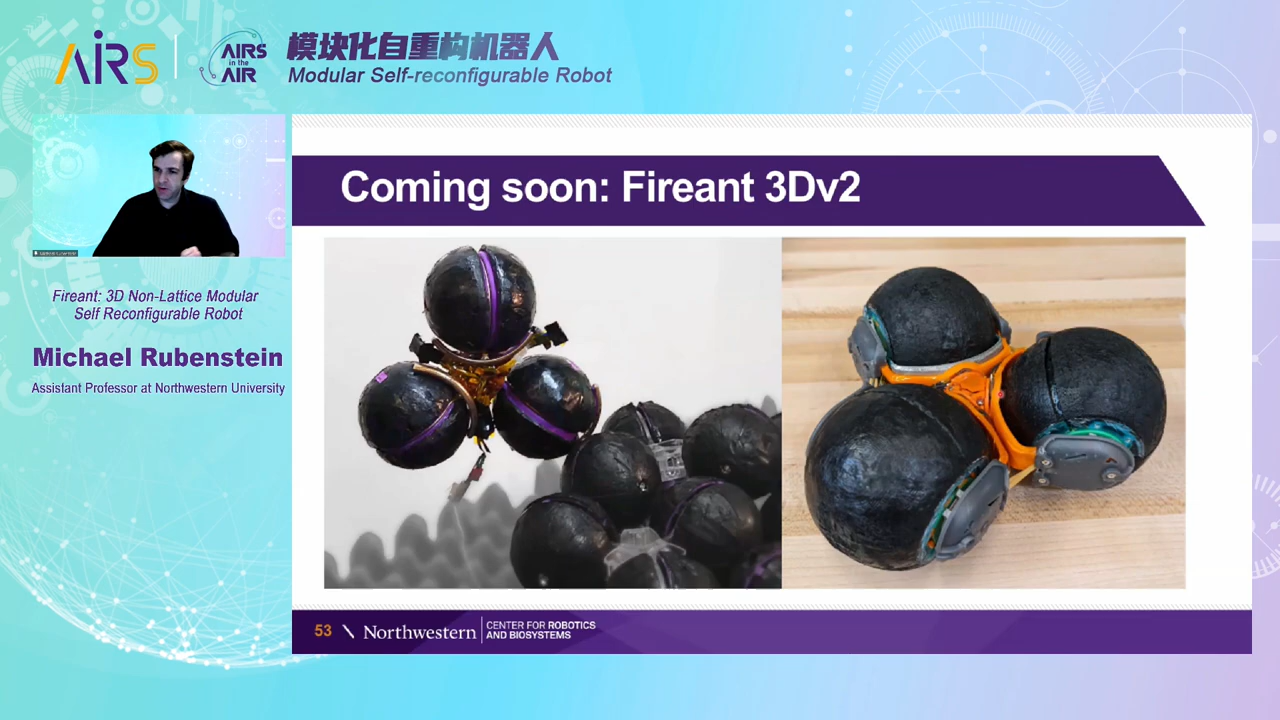 AIRS
AIRS
in the
AIR
模块化自重构机器人
Modular Self-reconfigurable Robot
Coming soon: Fireant 3Dv2
Fireant: 3D Non-Lattice Modular
Self Reconfigurable Robot
Michael Rubenstein
Assistant Professor at Northwestern University
53
Northwestern
CENTER FOR ROBOTICS
AND BIOSYSTEMS